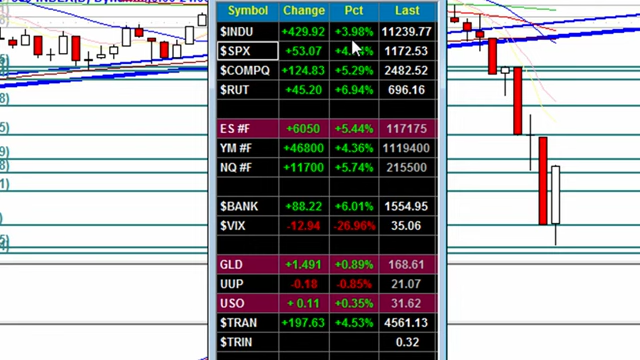 Symbol Change Pct Last
$INDU +429.92 +3.98% 11239.77
$SPX +53.07 1172.53
$COMPQ +124.83 +5.29% 2482.52
$RUT +45.20 +6.94% 696.16
ES #F +6050 +5.44% 117175
YM #F +46800 +4.36% 1119400
NQ #F +11700 +5.74% 215500
$BANK +88.22 +6.01% 1554.95
$VIX -12.94 -26.96% 35.06
GLD +1.491 +0.89% 168.61
UUP -0.18 -0.85% 21.07
USO + 0.11 +0.35% 31.62
$TRAN +197.63 +4.53% 4561.13
$TRIN 0.32